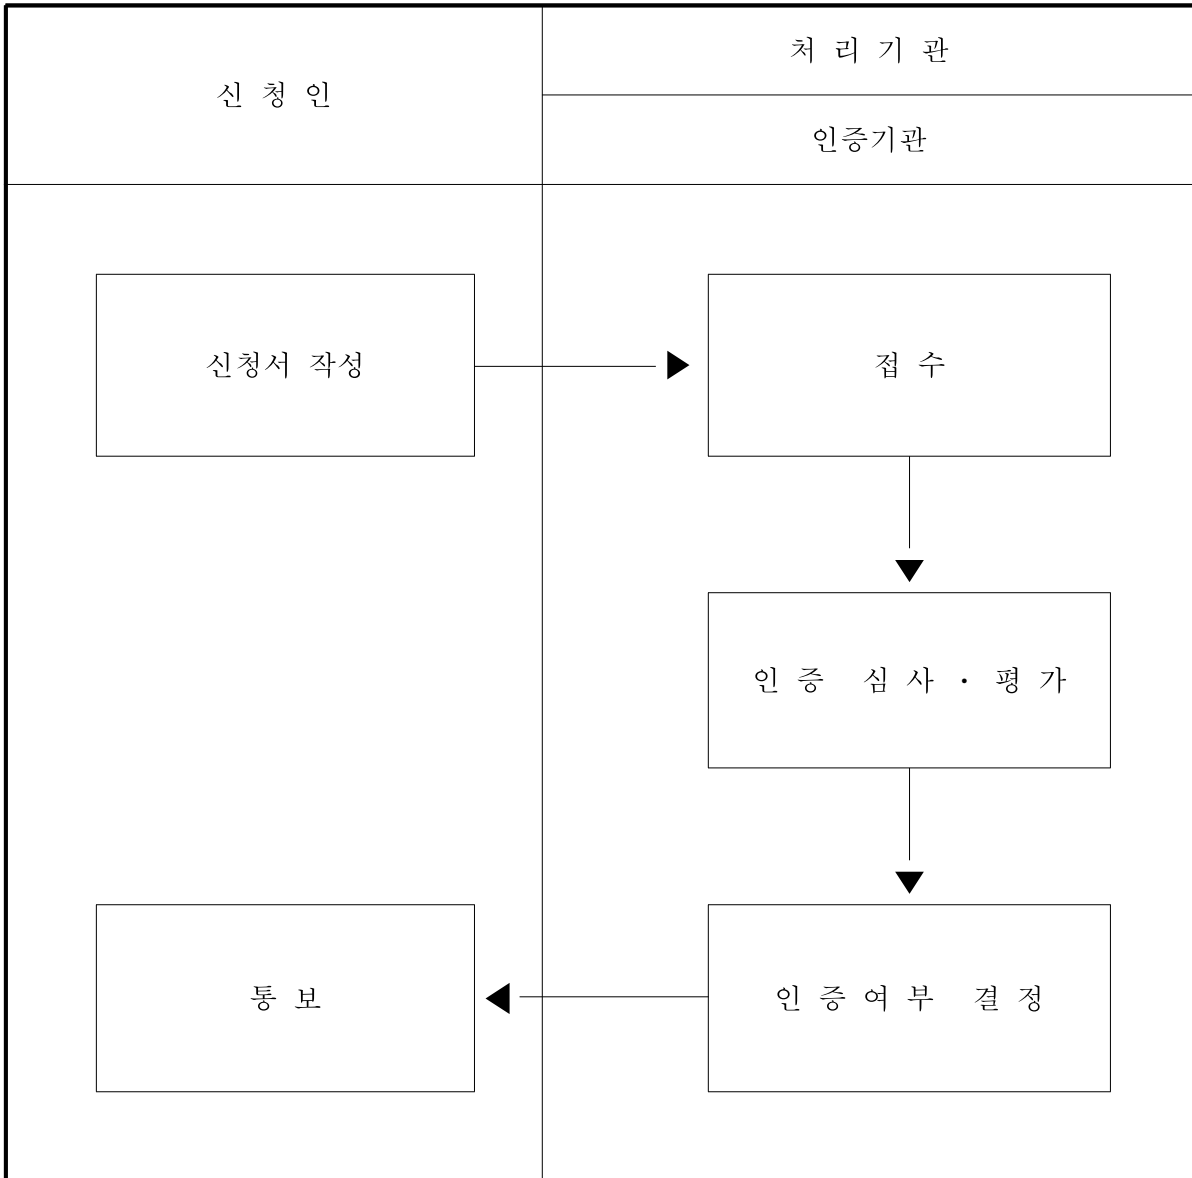 신 청 인
처 리 기 관
인증기관
신청서 작성
접 수
인 증 심 사 · 평 가
인 증 여 부 결 정
통 보